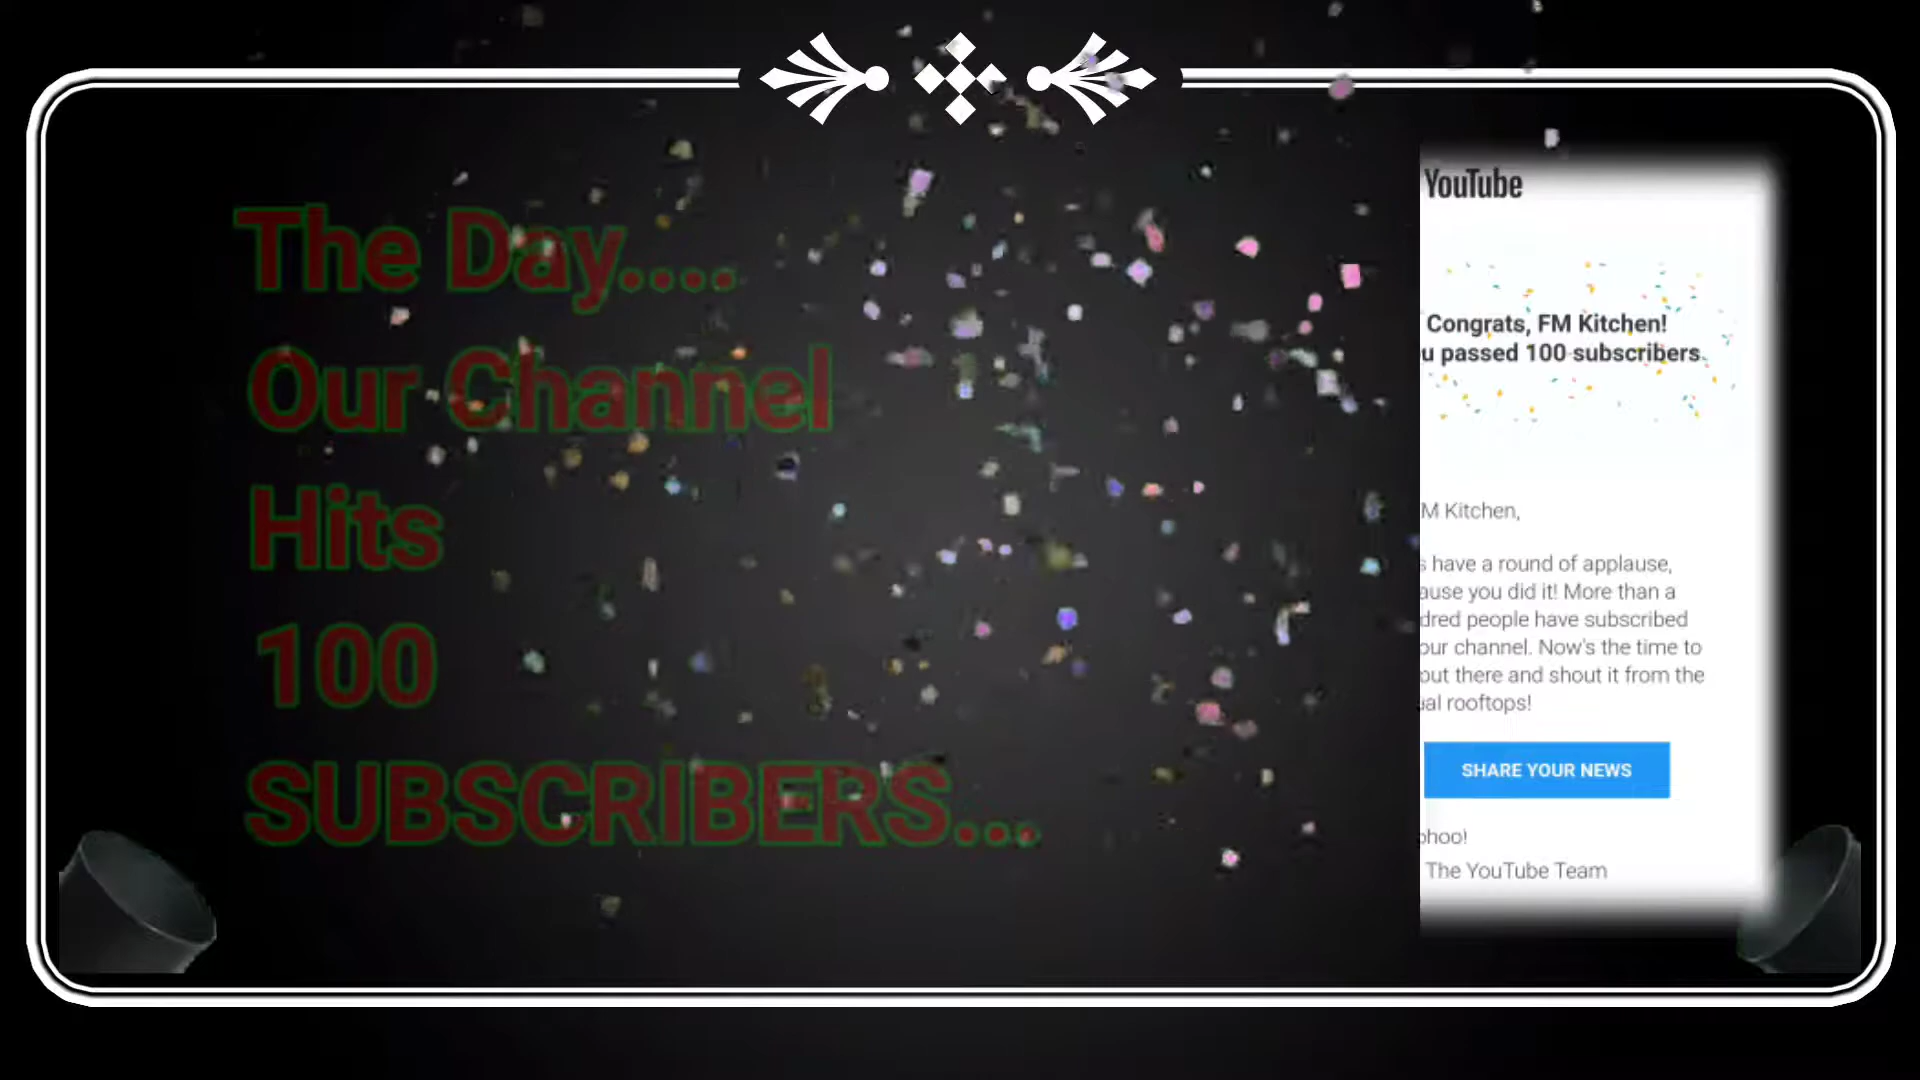 The Day....
Our Channel
Hits
100
SUBSCRIBERS...
YouTube
Congrats, FM Kitchen!
u passed 100 subscribers
M Kitchen,
s have a round of applause,
ause you did it! More than a
dred people have subscribed
our channel. Now's the time to
out there and shout it from the
ual rooftops!
SHARE YOUR NEWS
ohoo!
The YouTube Team